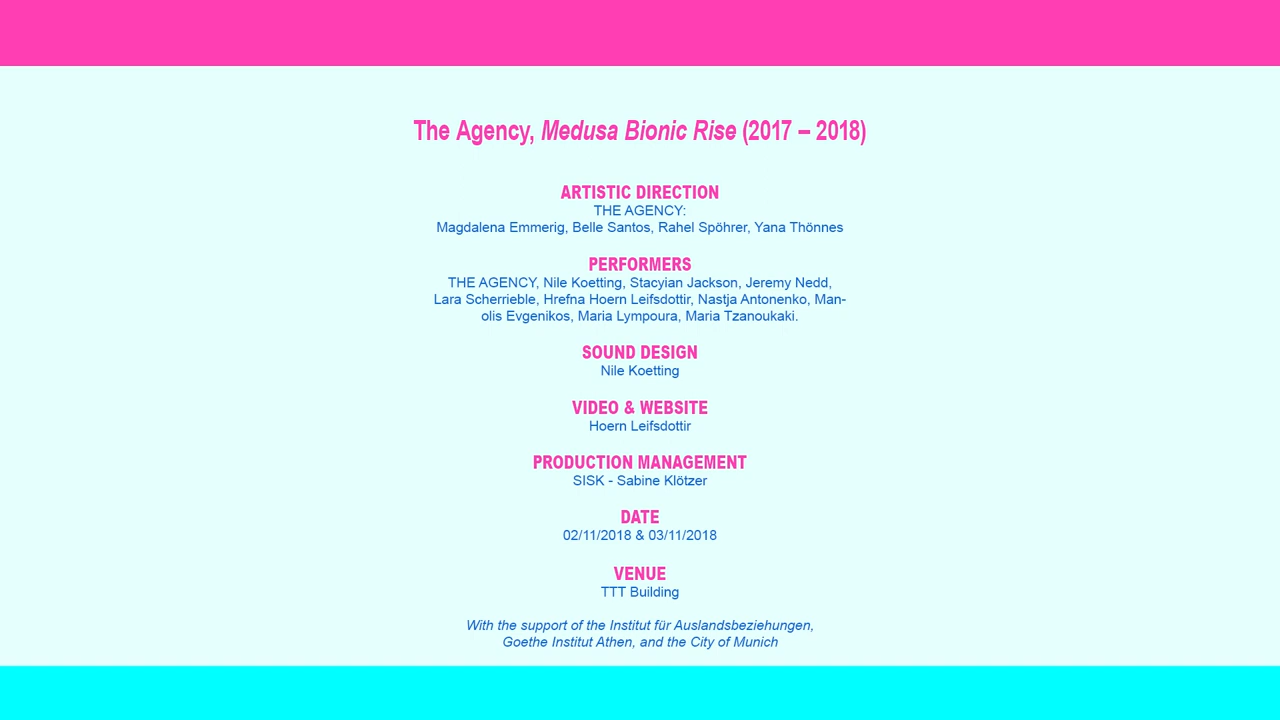 The Agency, Medusa Bionic Rise (2017 – 2018)
ARTISTIC DIRECTION
THE AGENCY:
Magdalena Emmerig, Belle Santos, Rahel Spöhrer, Yana Thönnes
PERFORMERS
THE AGENCY, Nile Koetting, Stacyian Jackson, Jeremy Nedd,
Lara Scherrieble, Hrefna Hoern Leifsdottir, Nastja Antonenko, Man-
olis Evgenikos, Maria Lympoura, Maria Tzanoukaki.
SOUND DESIGN
Nile Koetting
VIDEO & WEBSITE
Hoern Leifsdottir
PRODUCTION MANAGEMENT
SISK - Sabine Klötzer
DATE
02/11/2018 & 03/11/2018
VENUE
TTT Building
With the support of the Institut für Auslandsbeziehungen,
Goethe Institut Athen, and the City of Munich